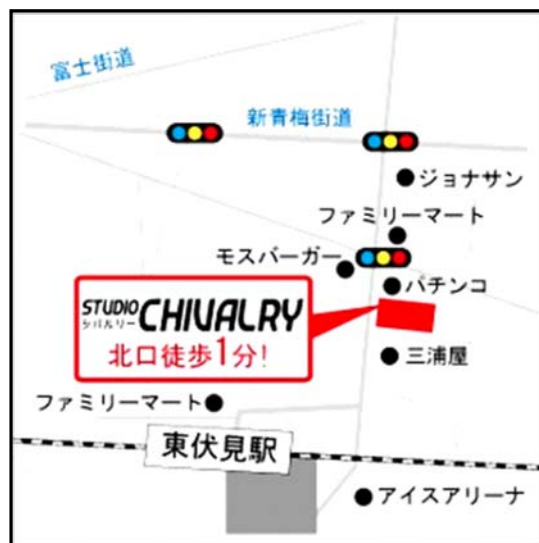 富士街道
新青梅街道
ジョナサン
ファミリーマート
モスバーガー
パチンコ
STUDIO CHIVALRY
シバルリー
北口徒歩1分!
三浦屋
ファミリーマート
東伏見駅
アイスアリーナ